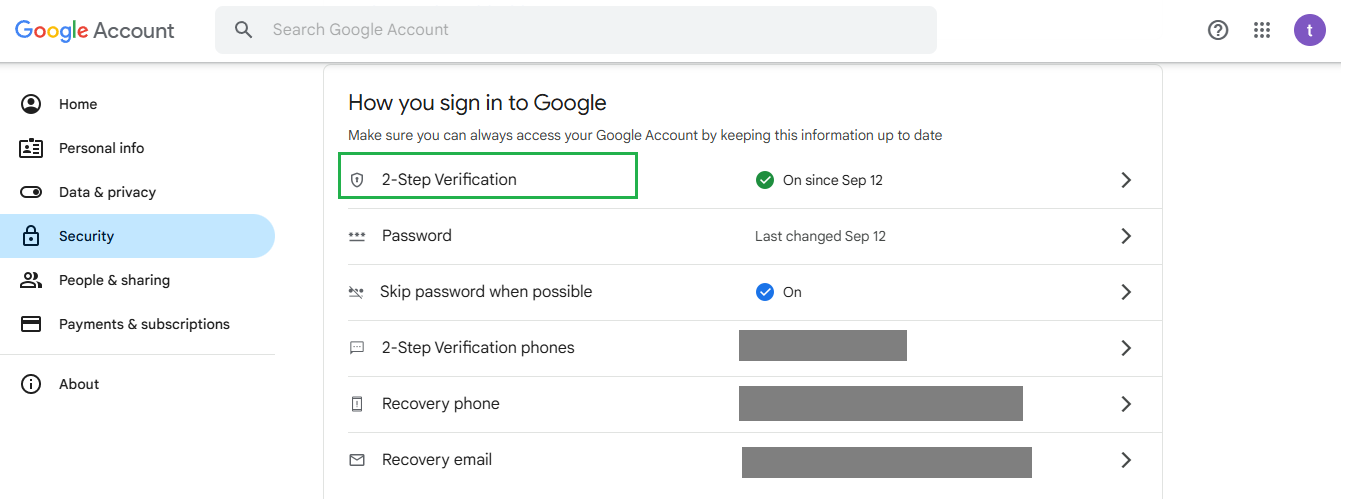 Google Account
Search Google Account
t
Home
Personal info
Data & privacy
Security
People & sharing
Payments & subscriptions
About
How you sign in to Google
Make sure you can always access your Google Account by keeping this information up to date
2-Step Verification
On since Sep 12
Password
Last changed Sep 12
Skip password when possible
On
2-Step Verification phones
Recovery phone
Recovery email